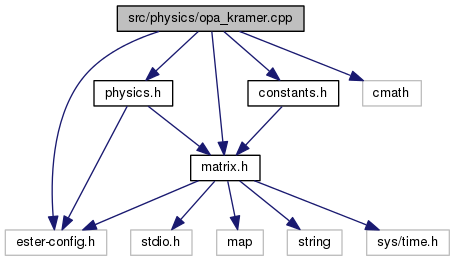 src/physics/opa_kramer.cpp
physics.h
constants.h
cmath
matrix.h
ester-config.h
stdio.h
map
string
sys/time.h